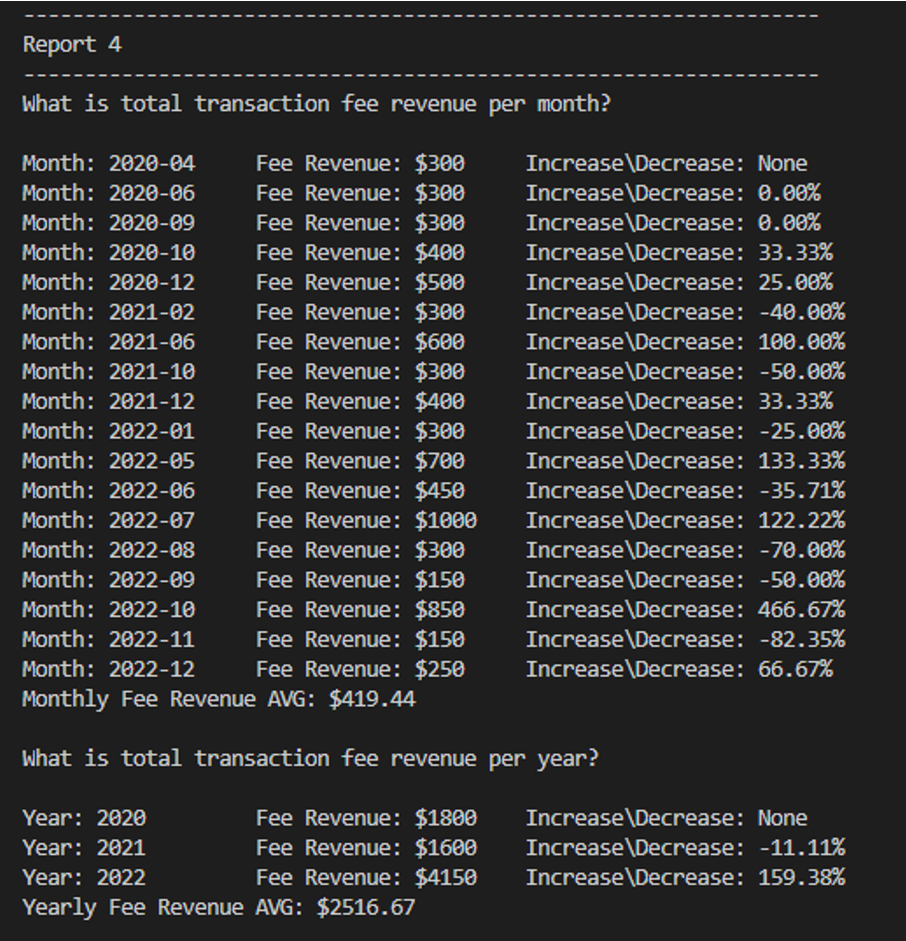 -----------------------------------------------------------------
Report 4
-----------------------------------------------------------------
What is total transaction fee revenue per month?
Month: 2020-04     Fee Revenue: $300     Increase\Decrease: None
Month: 2020-06     Fee Revenue: $300     Increase\Decrease: 0.00%
Month: 2020-09     Fee Revenue: $300     Increase\Decrease: 0.00%
Month: 2020-10     Fee Revenue: $400     Increase\Decrease: 33.33%
Month: 2020-12     Fee Revenue: $500     Increase\Decrease: 25.00%
Month: 2021-02     Fee Revenue: $300     Increase\Decrease: -40.00%
Month: 2021-06     Fee Revenue: $600     Increase\Decrease: 100.00%
Month: 2021-10     Fee Revenue: $300     Increase\Decrease: -50.00%
Month: 2021-12     Fee Revenue: $400     Increase\Decrease: 33.33%
Month: 2022-01     Fee Revenue: $300     Increase\Decrease: -25.00%
Month: 2022-05     Fee Revenue: $700     Increase\Decrease: 133.33%
Month: 2022-06     Fee Revenue: $450     Increase\Decrease: -35.71%
Month: 2022-07     Fee Revenue: $1000    Increase\Decrease: 122.22%
Month: 2022-08     Fee Revenue: $300     Increase\Decrease: -70.00%
Month: 2022-09     Fee Revenue: $150     Increase\Decrease: -50.00%
Month: 2022-10     Fee Revenue: $850     Increase\Decrease: 466.67%
Month: 2022-11     Fee Revenue: $150     Increase\Decrease: -82.35%
Month: 2022-12     Fee Revenue: $250     Increase\Decrease: 66.67%
Monthly Fee Revenue AVG: $419.44
What is total transaction fee revenue per year?
Year: 2020         Fee Revenue: $1800    Increase\Decrease: None
Year: 2021         Fee Revenue: $1600    Increase\Decrease: -11.11%
Year: 2022         Fee Revenue: $4150    Increase\Decrease: 159.38%
Yearly Fee Revenue AVG: $2516.67